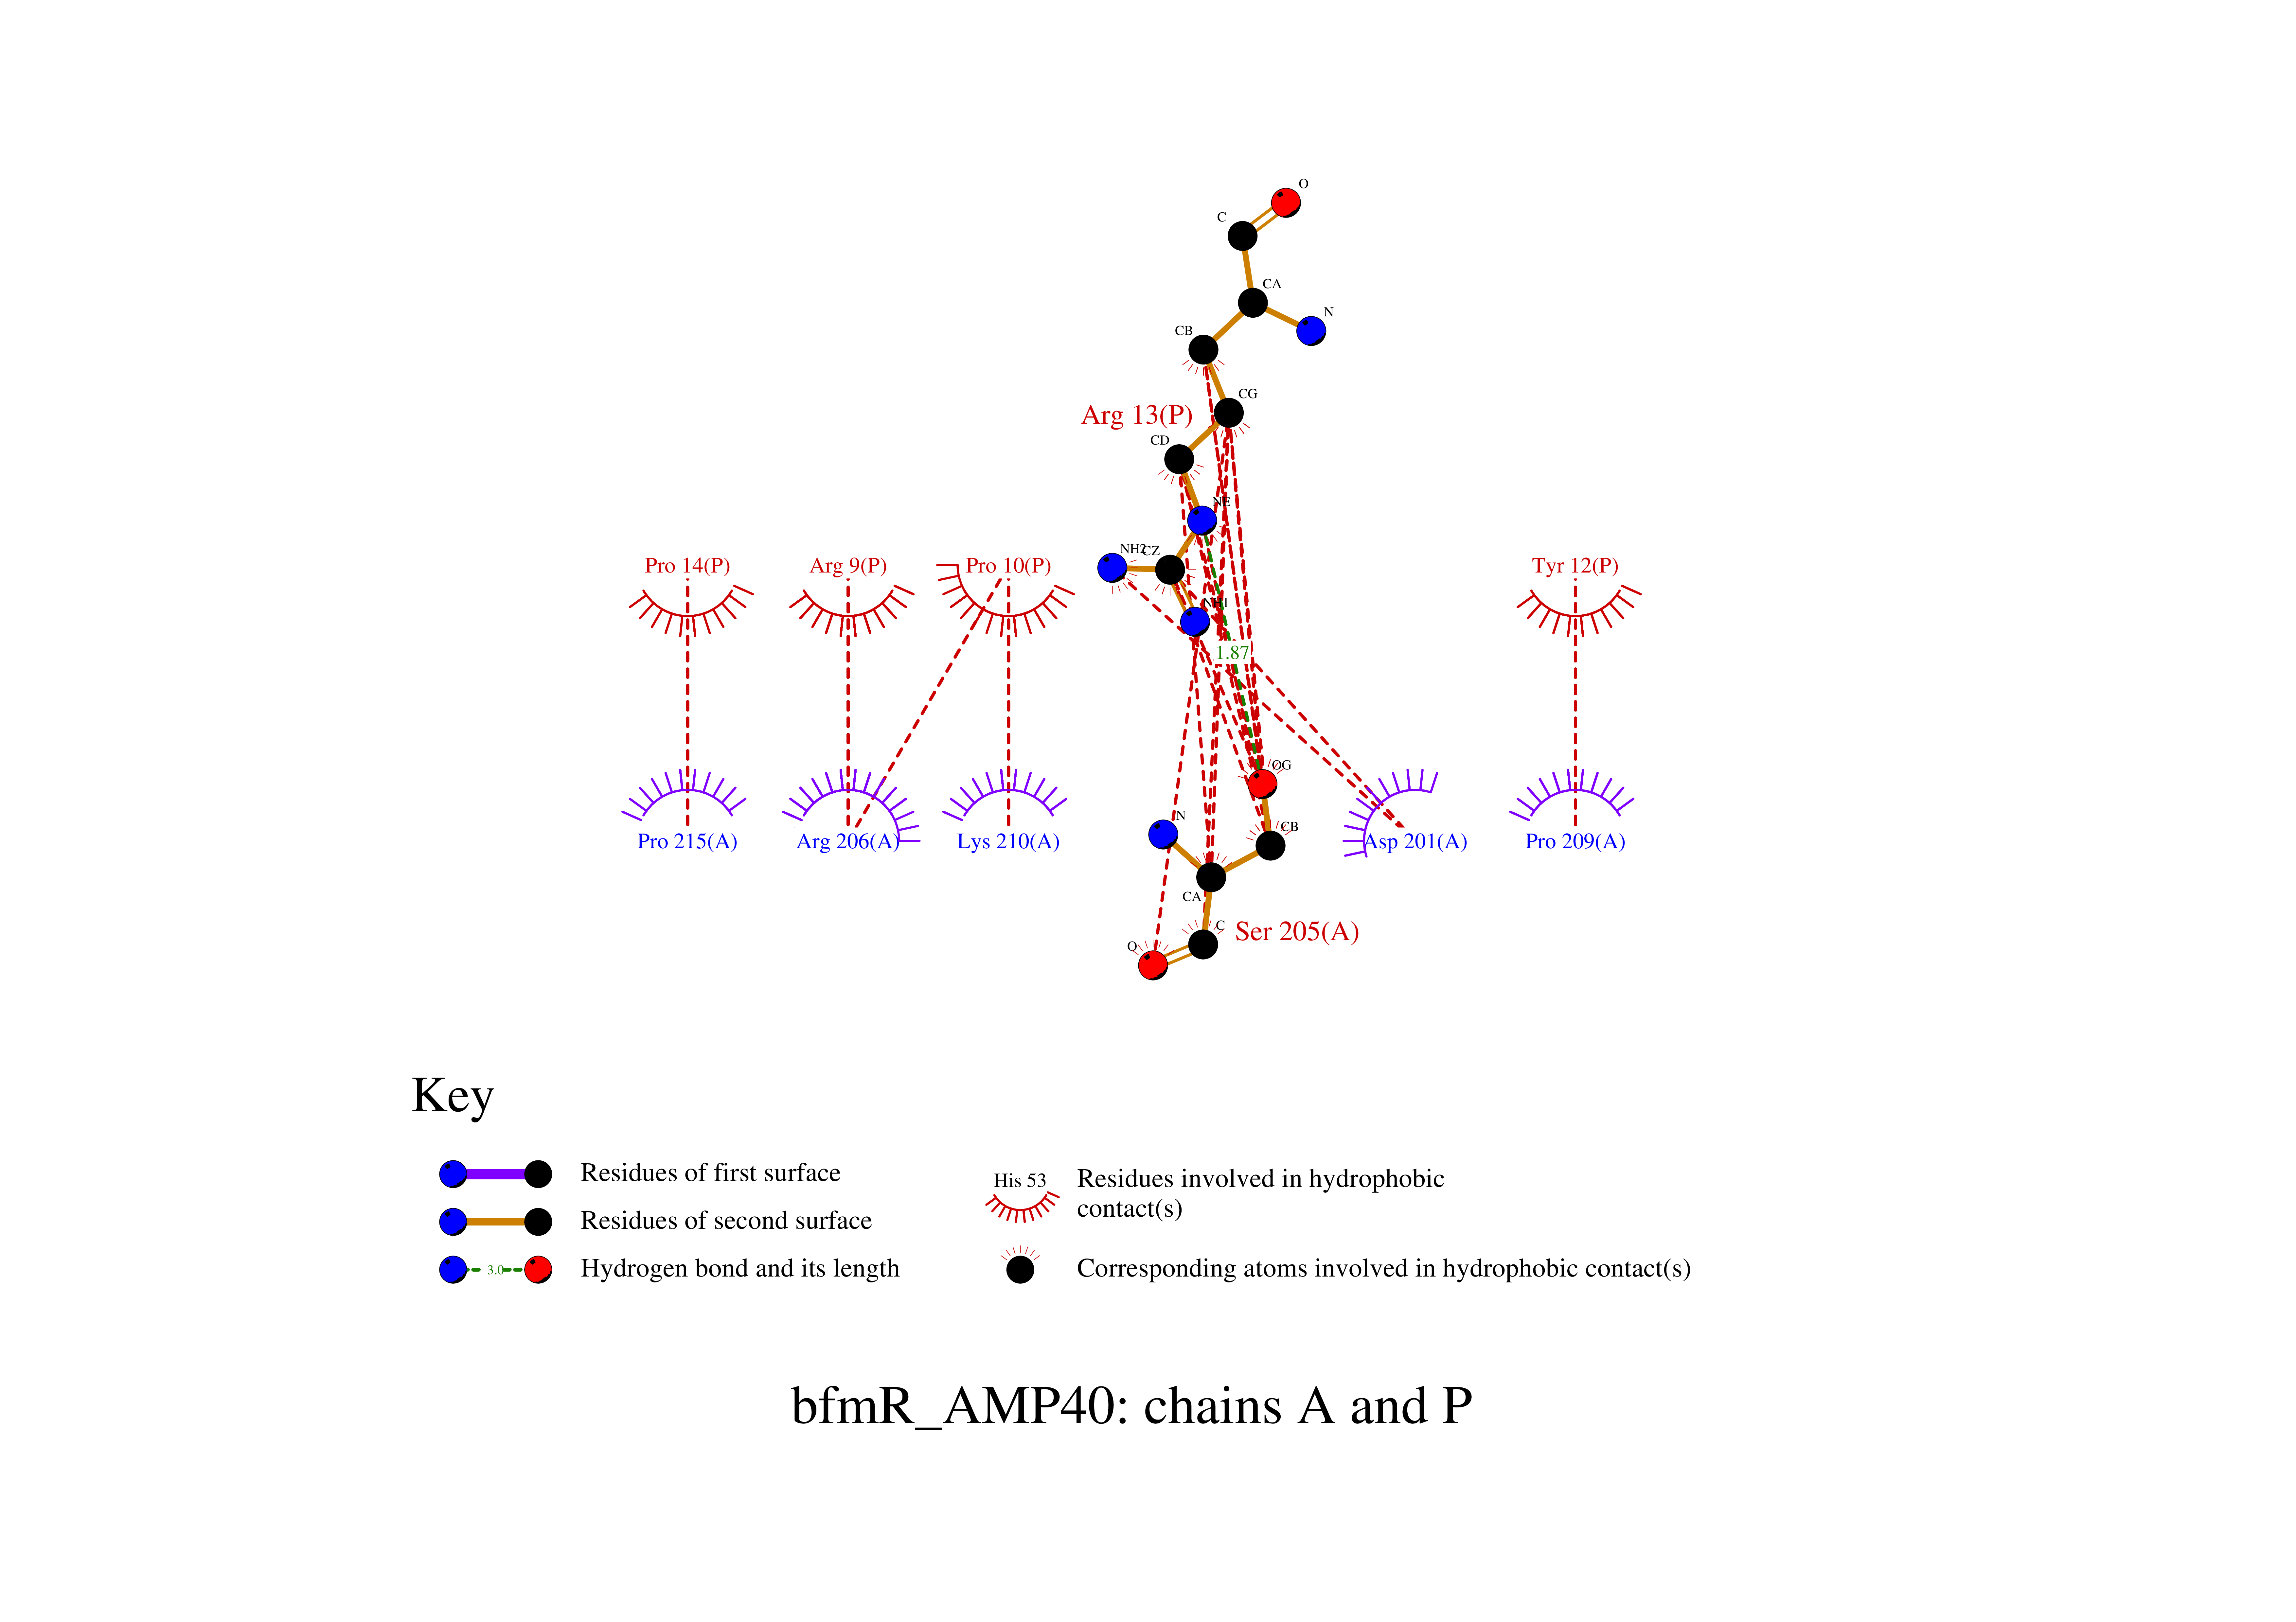 O
C
CA
N
CB
CG
Arg 13(P)
CD
NE
NH2
CZ
Pro 14(P)
Arg 9(P)
Pro 10(P)
Tyr 12(P)
NH1
1.87
OG
N
CB
Pro 215(A)
Arg 206(A)
Lys 210(A)
Asp 201(A)
Pro 209(A)
CA
C
Ser 205(A)
O
Key
Residues of first surface
Residues of second surface
3.0
Hydrogen bond and its length
His 53
Residues involved in hydrophobic
contact(s)
Corresponding atoms involved in hydrophobic contact(s)
bfmR_AMP40: chains A and P